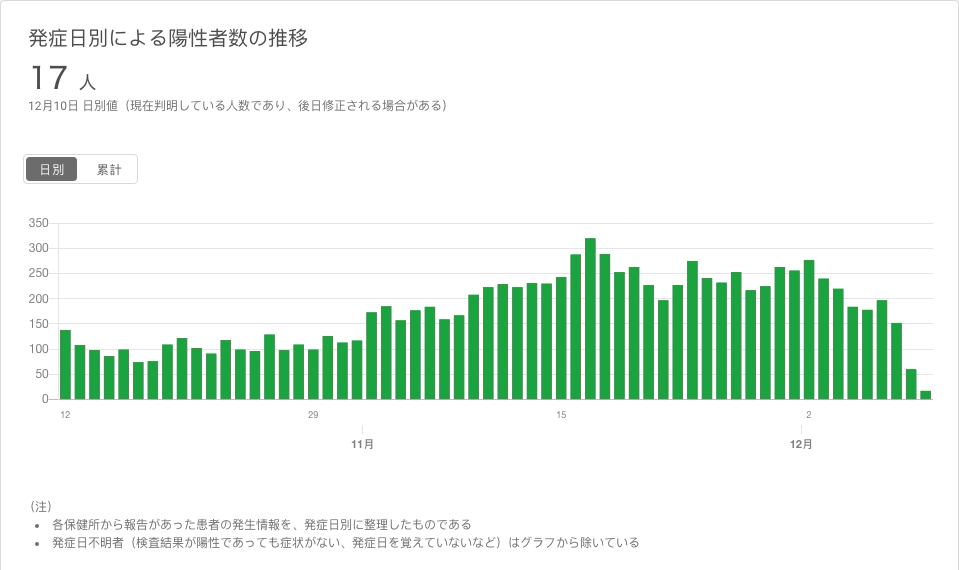 発症日別による陽性者数の推移
17 人
12月10日 日別値（現在判明している人数であり、後日修正される場合がある）
日別 累計
350
300
250
200
150
100
50
0
12 29 15 2
11月 12月
（注）
• 各保健所から報告があった患者の発生情報を、発症日別に整理したものである
• 発症日不明者（検査結果が陽性であっても症状がない、発症日を覚えていないなど）はグラフから除いている